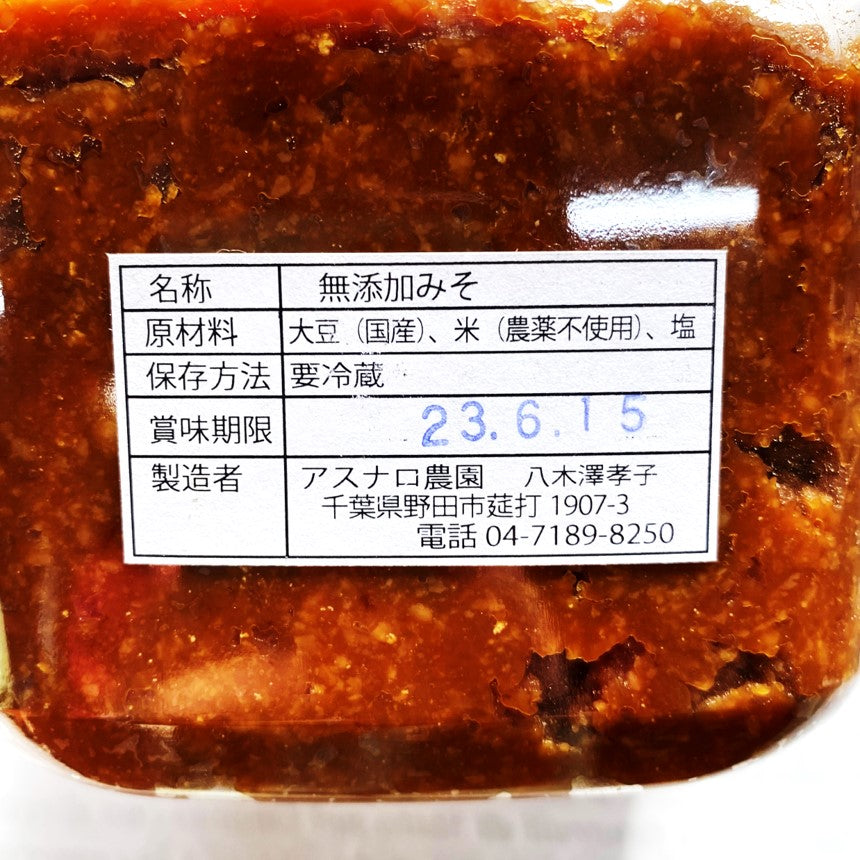 名称 無添加みそ
原材料 大豆（国産）、米（農薬不使用）、塩
保存方法 要冷蔵
賞味期限 23.6.15
製造者 アスナロ農園 八木澤孝子
千葉県野田市莚打 1907-3
電話 04-7189-8250